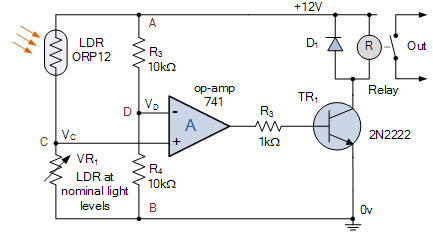 +12V
A
LDR
ORP12
R3
10kΩ
D1
R
Out
Relay
op-amp
741
TR1
D
VD
-
A
+
R3
1kΩ
2N2222
C
VC
VR1
LDR at
nominal light
levels
R4
10kΩ
B
0v